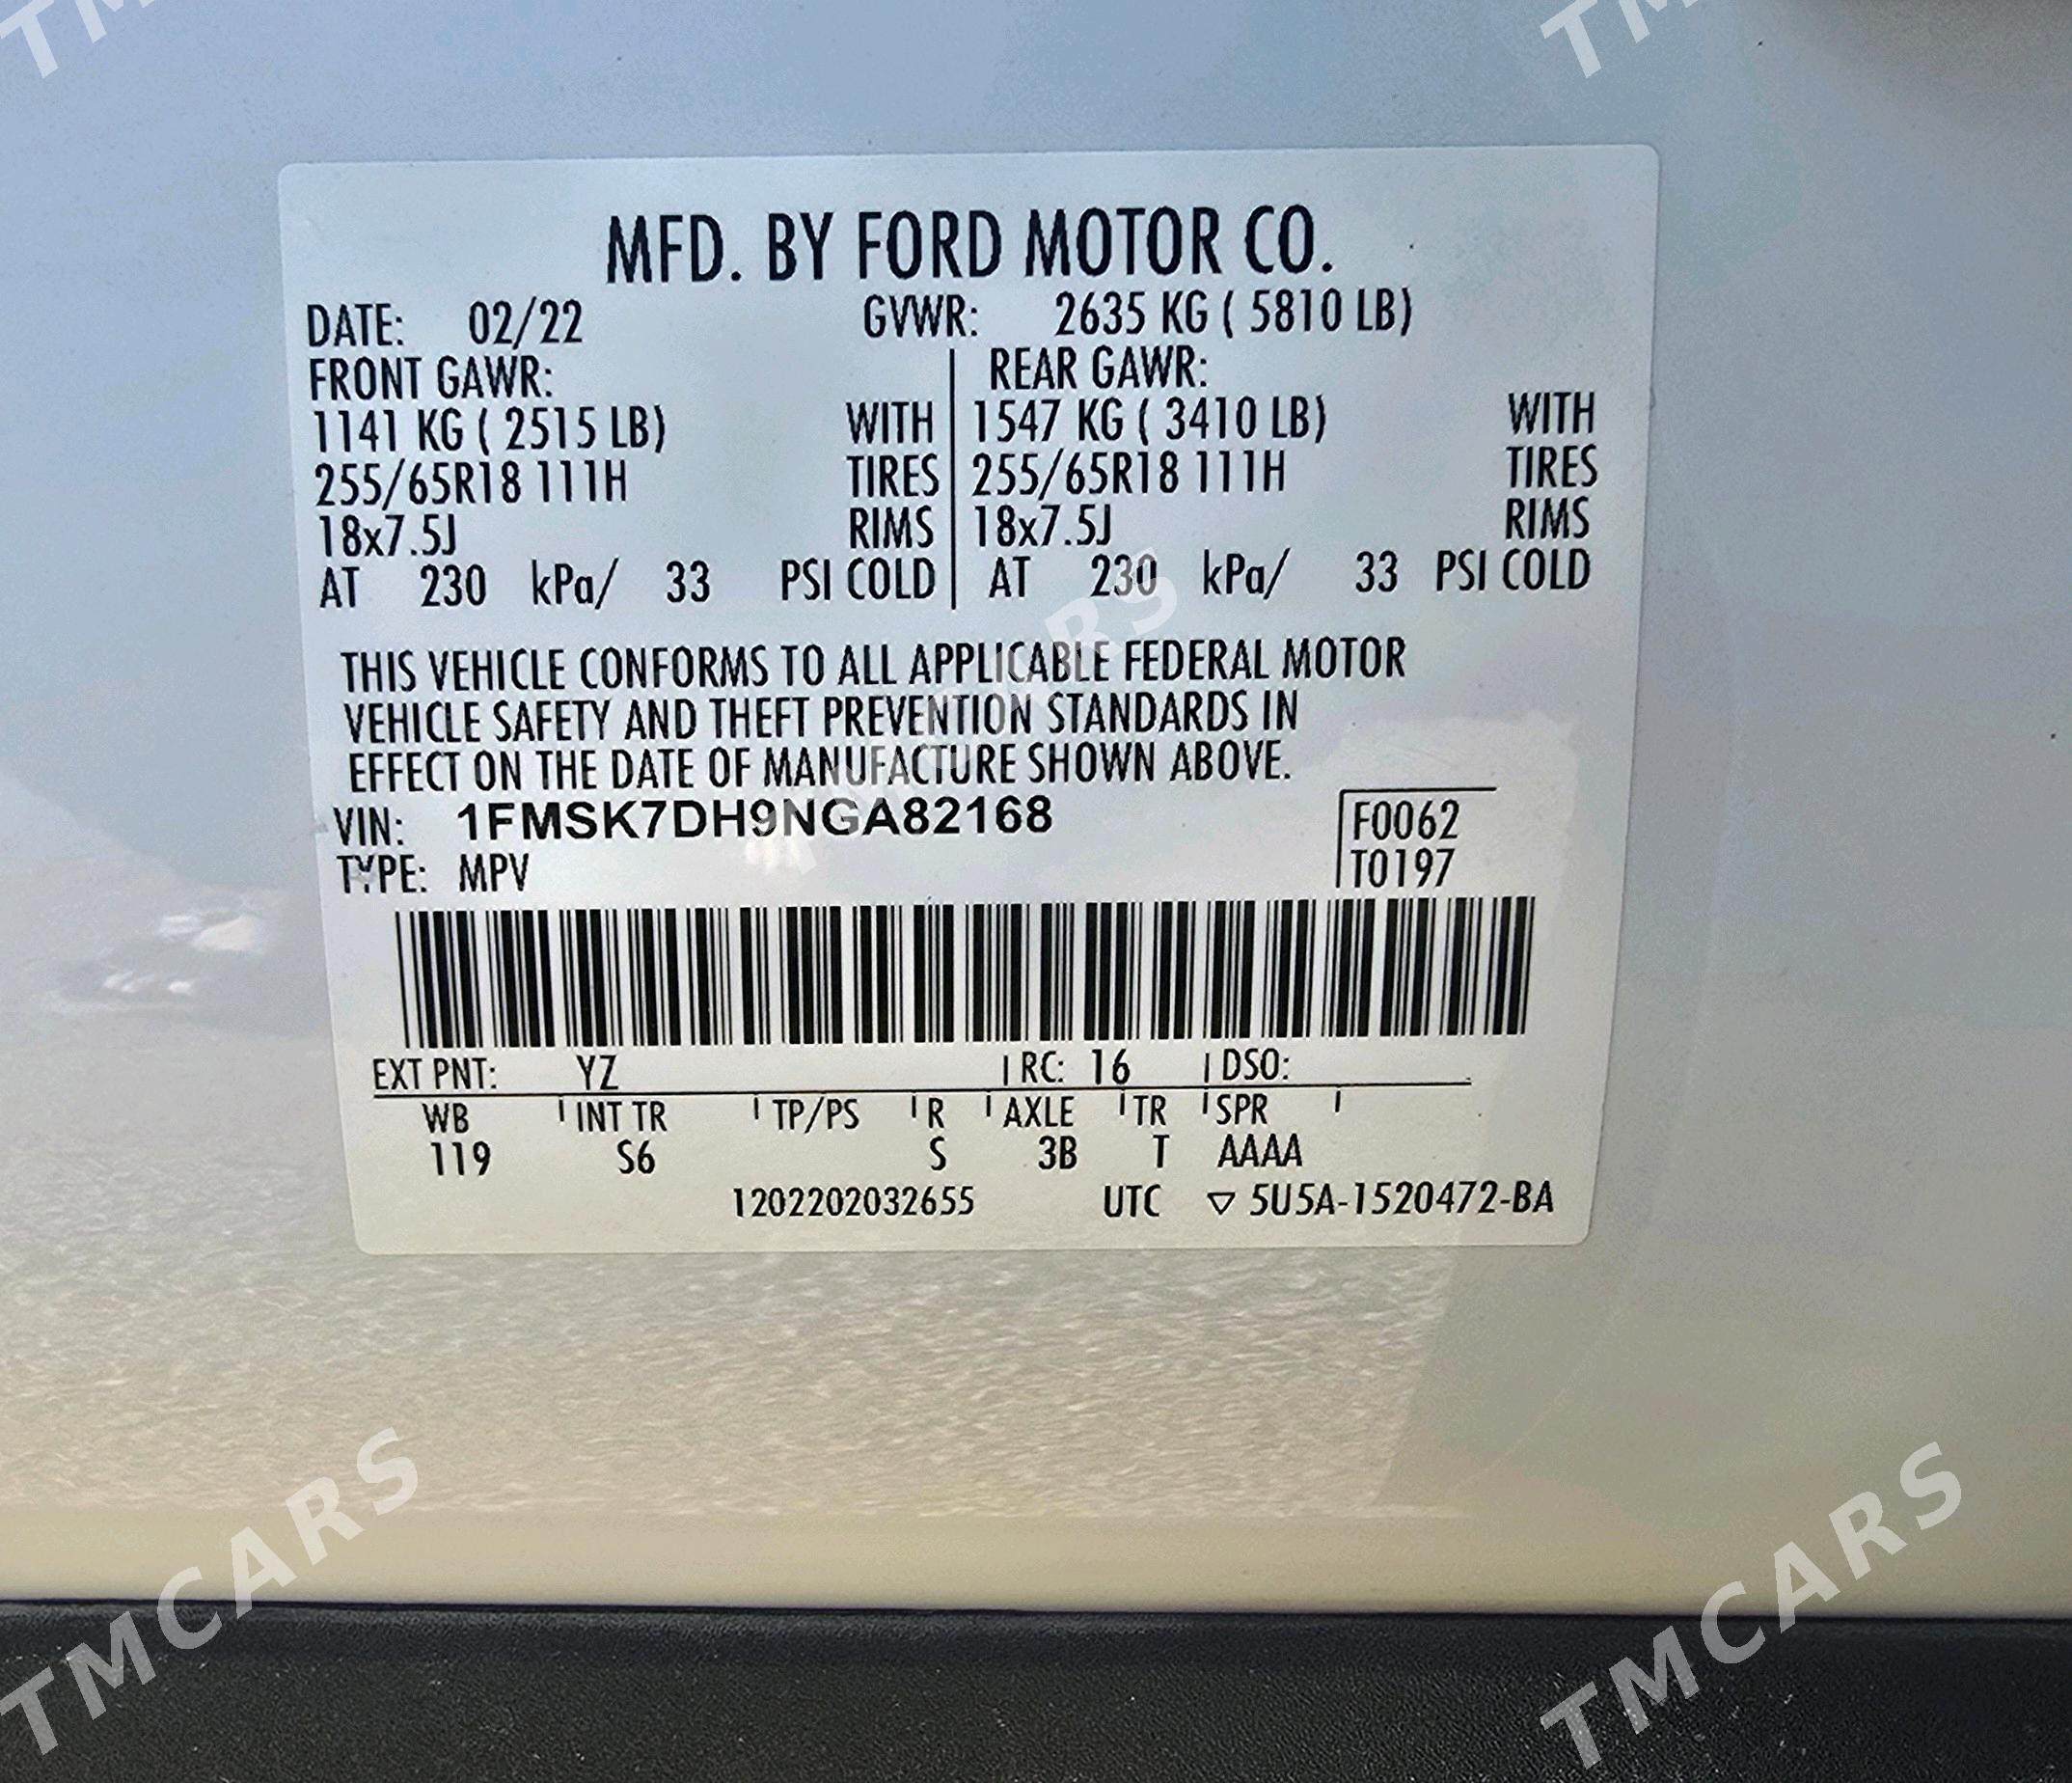 MFD. BY FORD MOTOR CO.
DATE: 02/22 GVWR: 2635 KG ( 5810 LB)
FRONT GAWR: REAR GAWR:
1141 KG ( 2515 LB) WITH 1547 KG ( 3410 LB) WITH
255/65R18 111H TIRES 255/65R18 111H TIRES
18x7.5J RIMS 18x7.5J RIMS
AT 230 kPa/ 33 PSI COLD AT 230 kPa/ 33 PSI COLD
THIS VEHICLE CONFORMS TO ALL APPLICABLE FEDERAL MOTOR
VEHICLE SAFETY AND THEFT PREVENTION STANDARDS IN
EFFECT ON THE DATE OF MANUFACTURE SHOWN ABOVE.
VIN: 1FMSK7DH9NGA82168 F0062
TYPE: MPV T0197
EXT PNT: YZ RC: 16 DSO:
WB INT TR TP/PS R AXLE TR SPR
119 S6 S 3B T AAAA
1202202032655 UTC ▽ 5U5A-1520472-BA
TMCARS
TMCARS
TMCARS